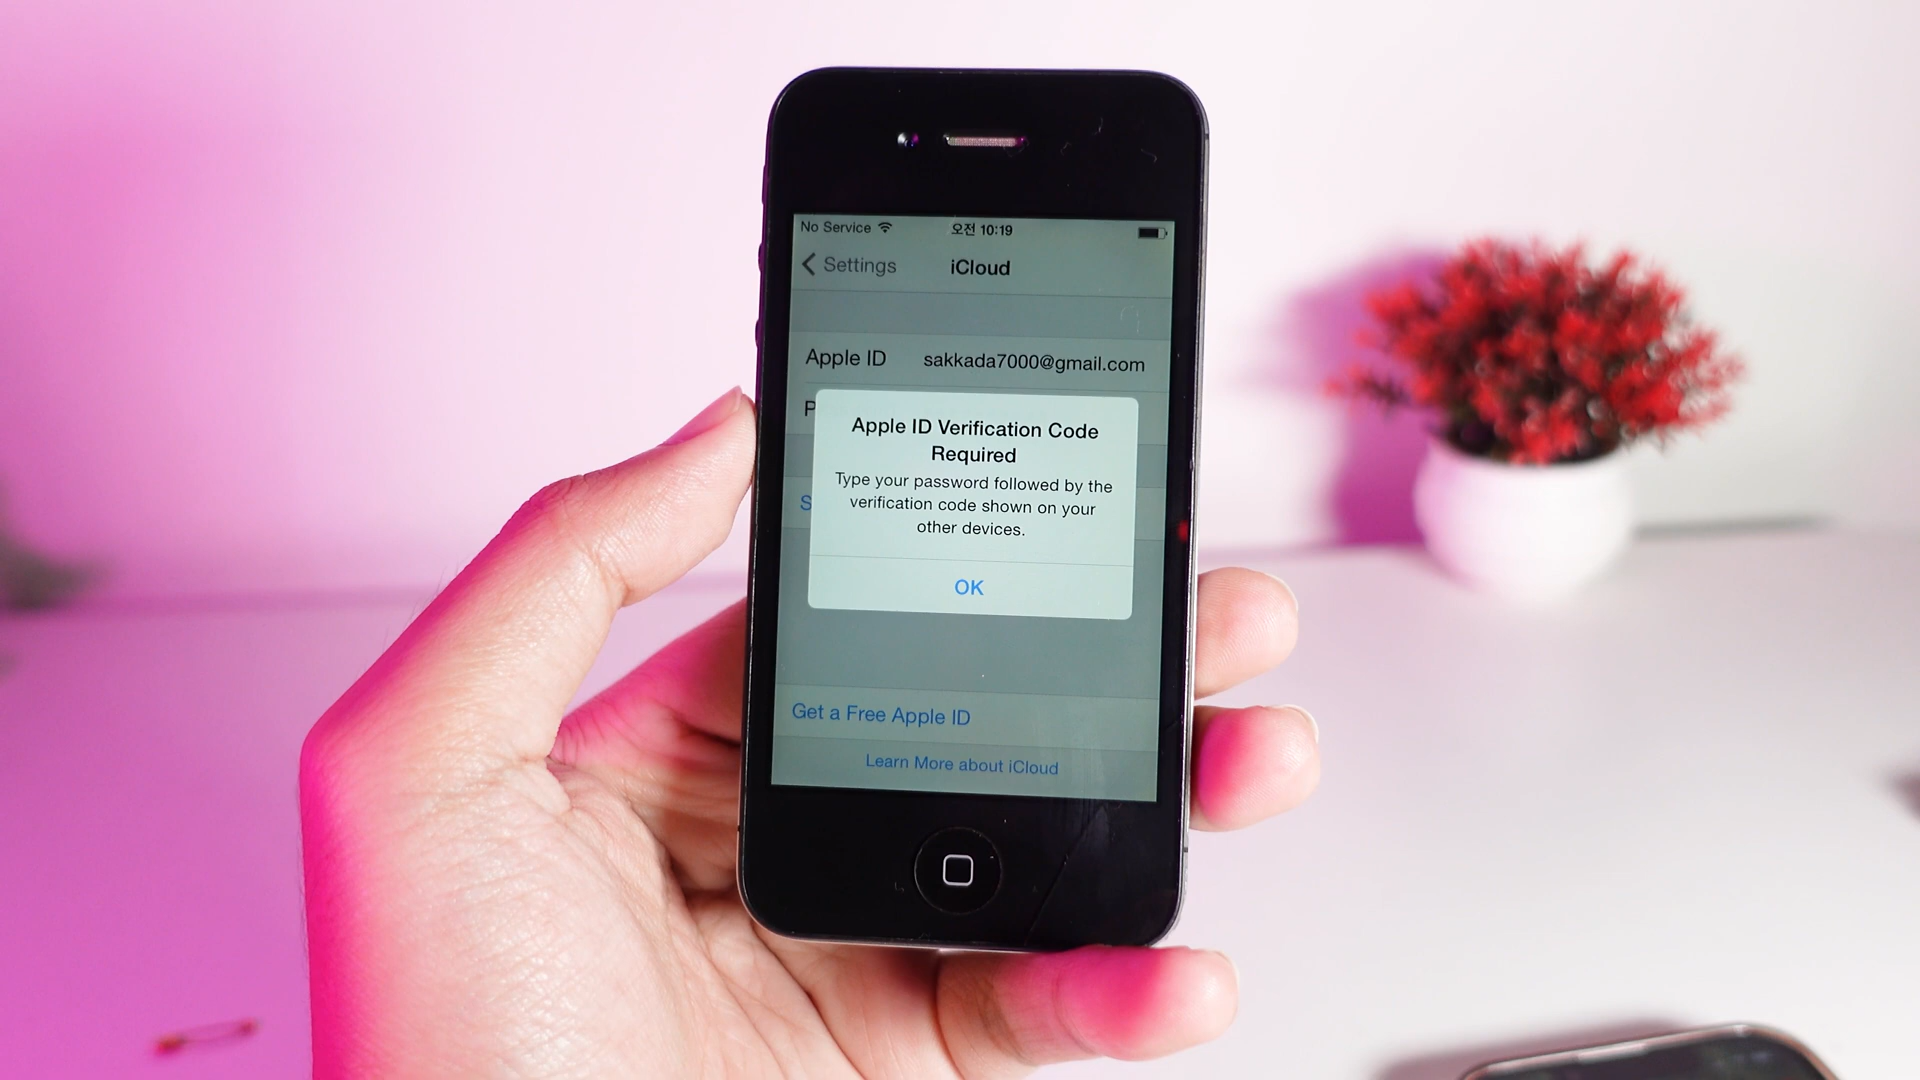 No Service 오전 10:19
Settings iCloud
Apple ID sakkada7000@gmail.com
P
Apple ID Verification Code
Required
Type your password followed by the
verification code shown on your
other devices.
S
OK
Get a Free Apple ID
Learn More about iCloud